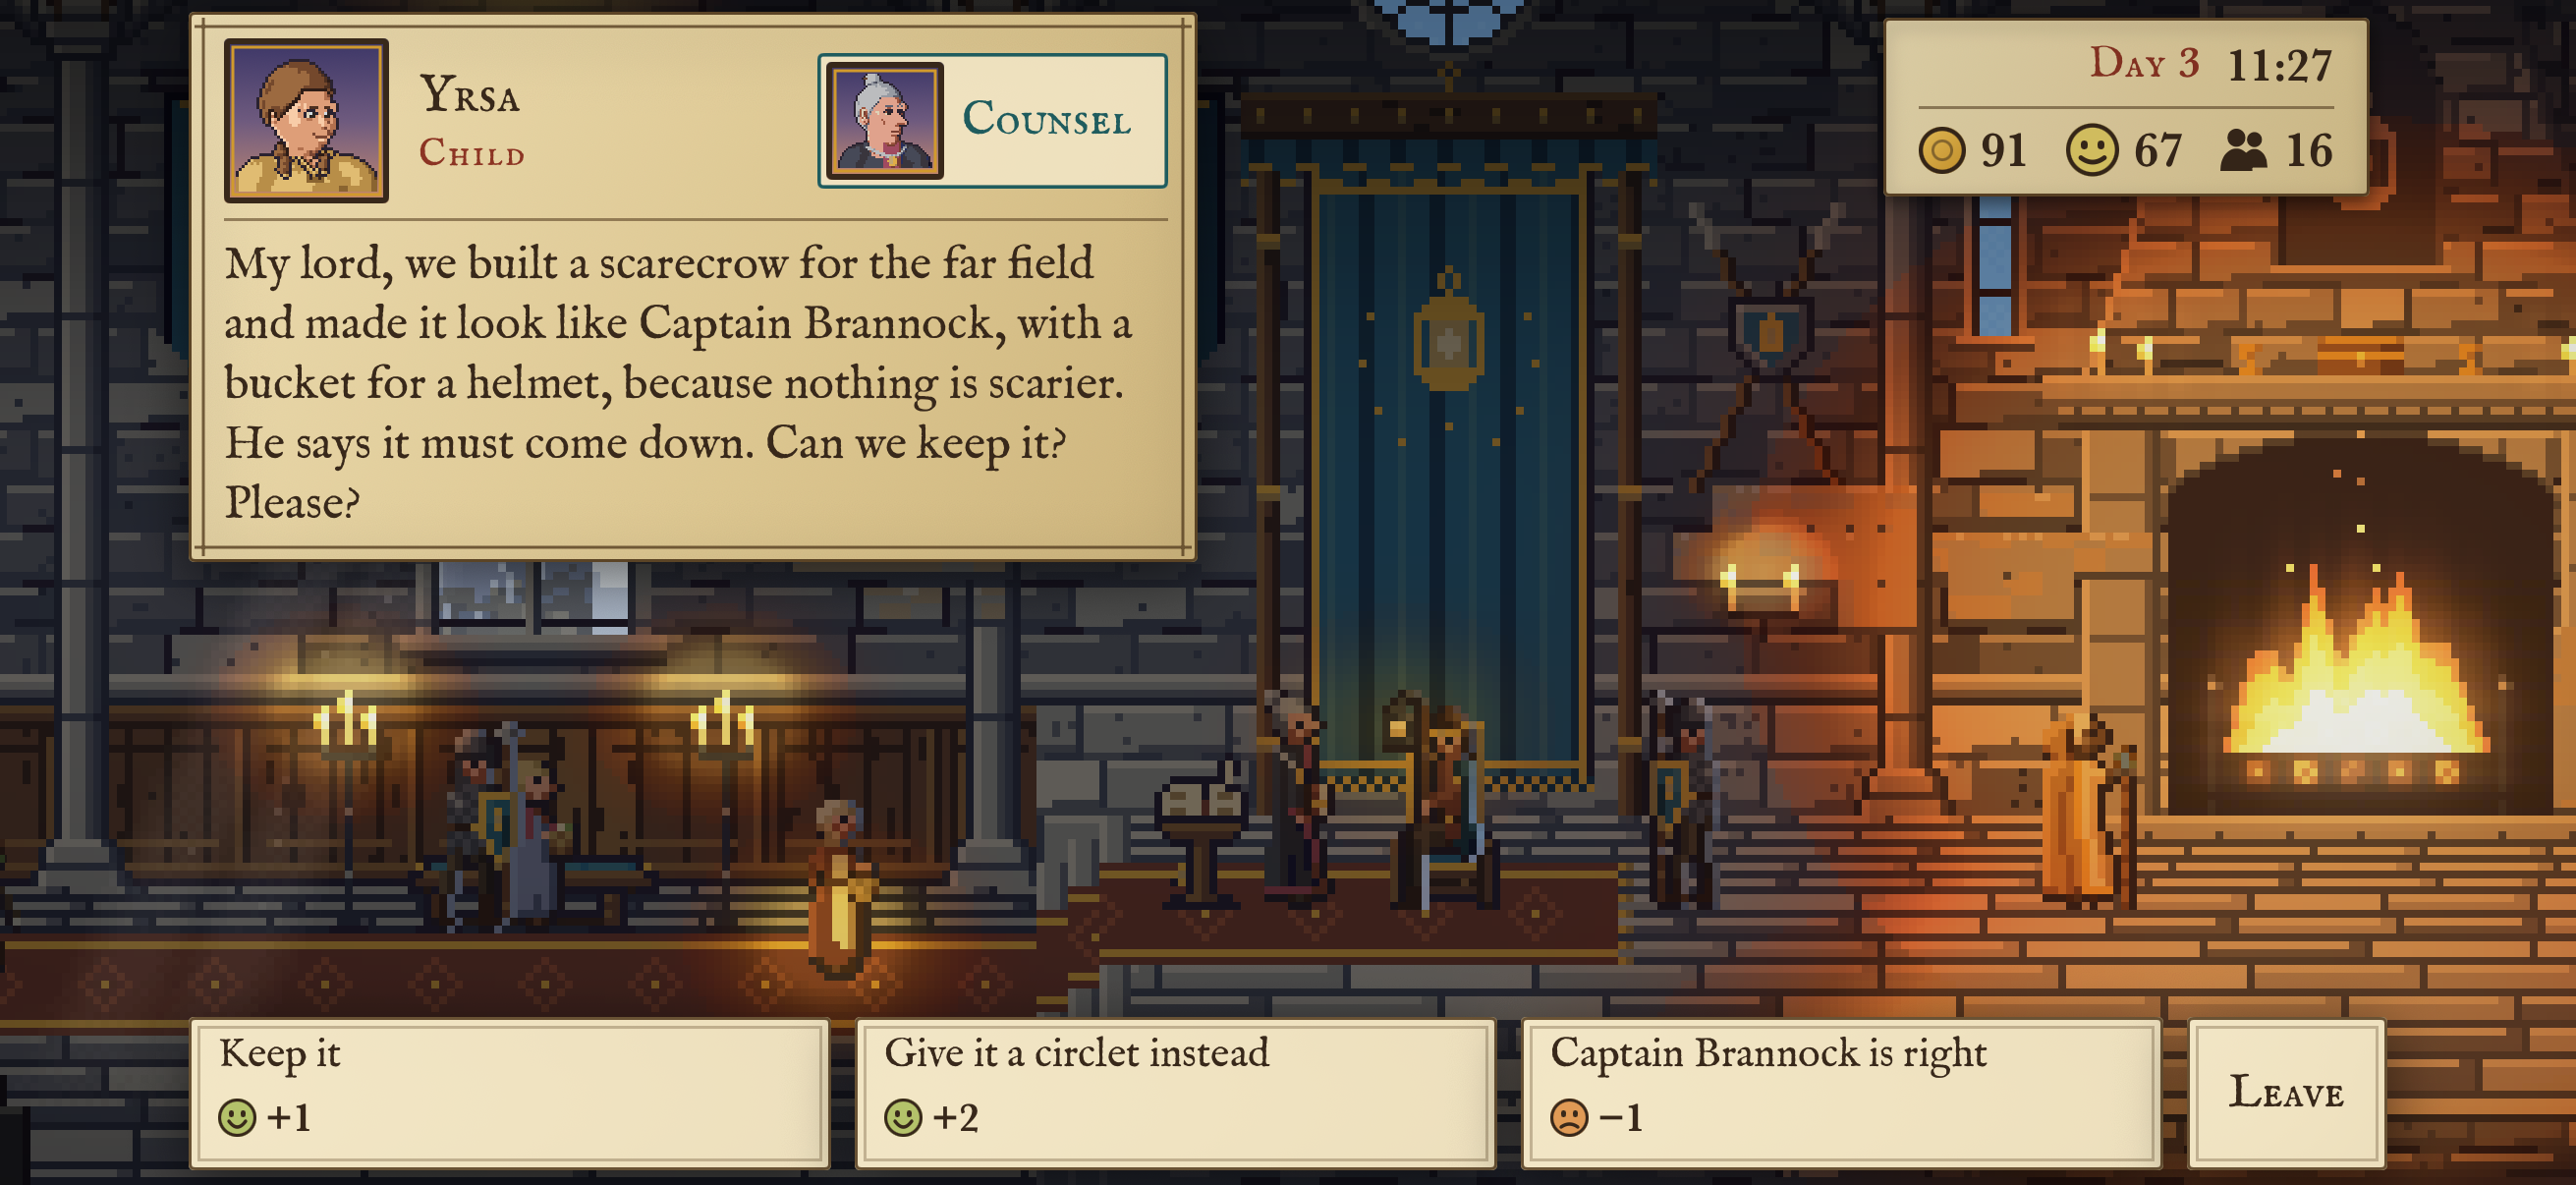 Yrsa
Child
Counsel
My lord, we built a scarecrow for the far field
and made it look like Captain Brannock, with a
bucket for a helmet, because nothing is scarier.
He says it must come down. Can we keep it?
Please?
Day 3 11:27
91 67 16
Keep it
+1
Give it a circlet instead
+2
Captain Brannock is right
−1
Leave